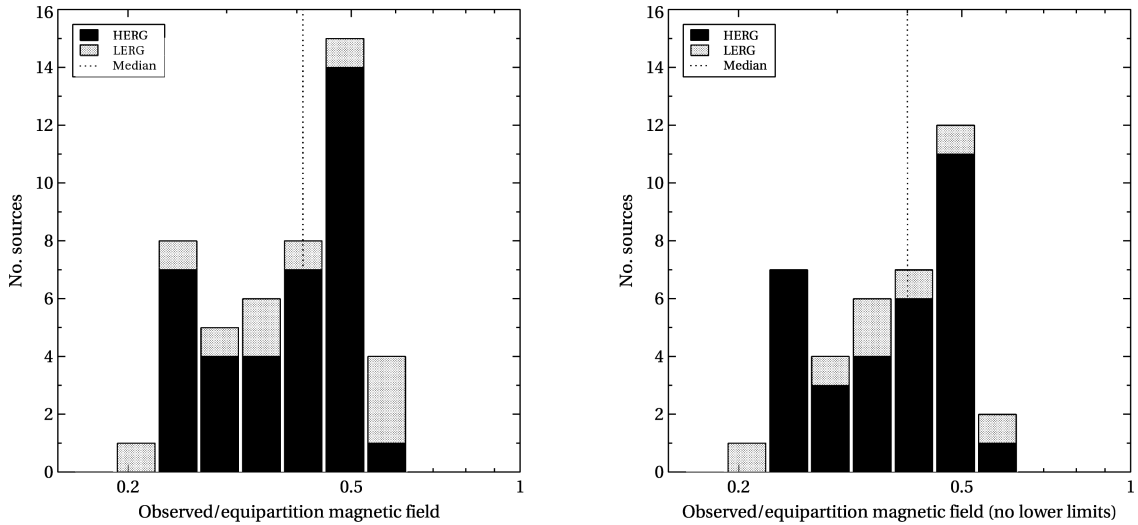 16
14
12
10
8
6
4
2
0
No. sources
HERG
LERG
Median
0.2
0.5
1
Observed/equipartition magnetic field
16
14
12
10
8
6
4
2
0
No. sources
HERG
LERG
Median
0.2
0.5
1
Observed/equipartition magnetic field (no lower limits)